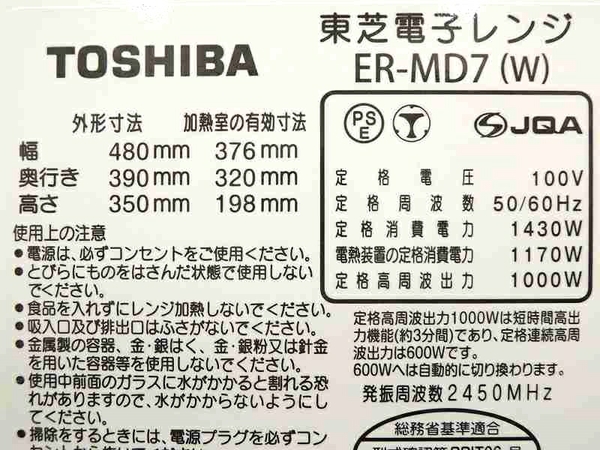 TOSHIBA
東芝電子レンジ
ER-MD7 (W)
外形寸法 加熱室の有効寸法
幅 480mm 376mm
奥行き 390mm 320mm
高さ 350mm 198mm
PS
E
JQA
定格電圧 100V
定格周波数 50/60Hz
定格消費電力 1430W
電熱装置の定格消費電力 1170W
定格高周波出力 1000W
使用上の注意
●電源は、必ずコンセントをご使用ください。
●とびらにものをはさんだ状態で使用しない
でください。
●食品を入れずにレンジ加熱しないでください。
●吸入口及び排出口はふさがないでください。
●金属製の容器、金・銀はく、金・銀粉又は針金
を用いた容器等を使用しないでください。
●使用中前面のガラスに水がかかると割れる恐
れがありますので、水がかからないようにし
てください。
●掃除をするときには、電源プラグを必ずコン
定格高周波出力1000Wは短時間高出
力機能(約3分間)であり、定格連続高周
波出力は600Wです。
600Wへは自動的に切り換わります。
発振周波数2450MHz
総務省基準適合